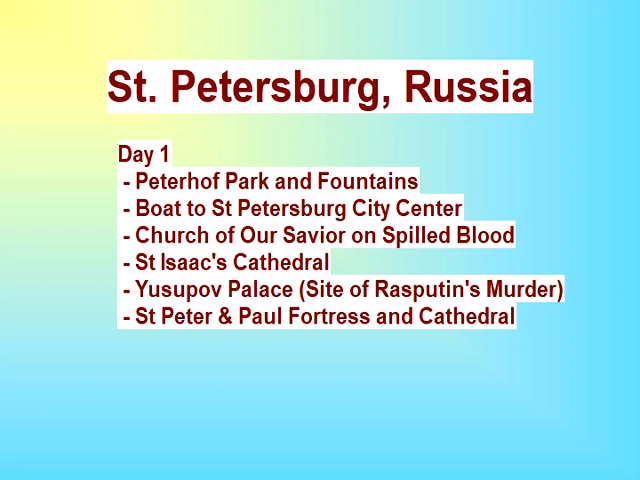 St. Petersburg, Russia
Day 1
- Peterhof Park and Fountains
- Boat to St Petersburg City Center
- Church of Our Savior on Spilled Blood
- St Isaac's Cathedral
- Yusupov Palace (Site of Rasputin's Murder)
- St Peter & Paul Fortress and Cathedral